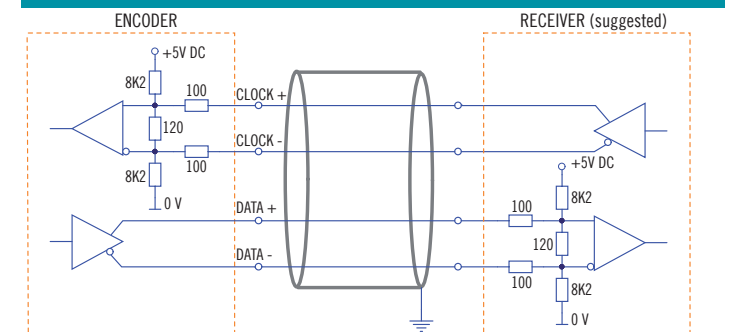 ENCODER
RECEIVER (suggested)
+5V DC
8K2
100
CLOCK +
120
CLOCK -
100
8K2
0 V
+5V DC
8K2
DATA +
100
120
DATA -
100
8K2
0 V